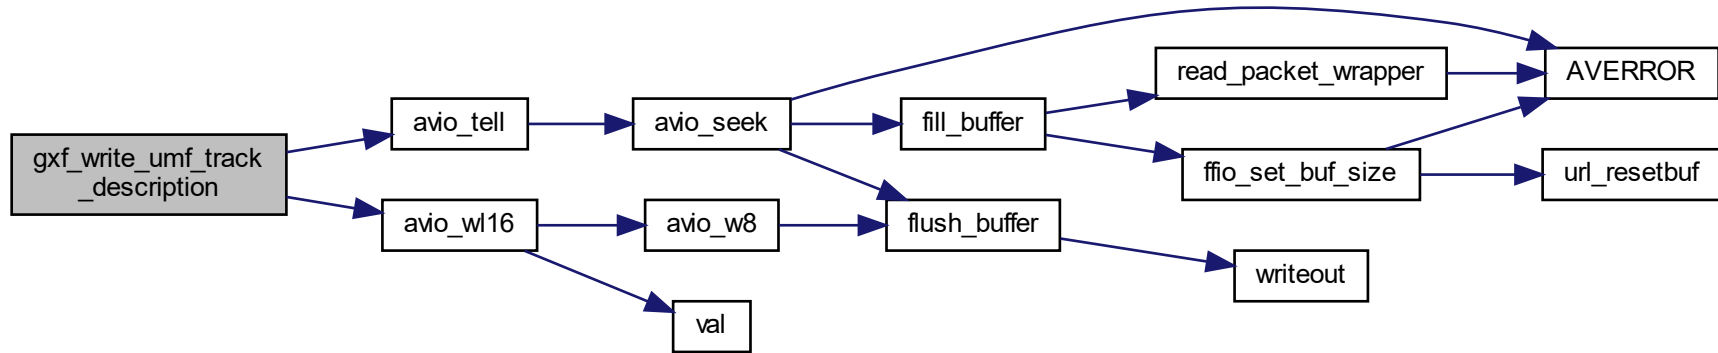 gxf_write_umf_track
_description
avio_tell
avio_wl16
avio_seek
avio_w8
val
fill_buffer
flush_buffer
read_packet_wrapper
ffio_set_buf_size
writeout
AVERROR
url_resetbuf